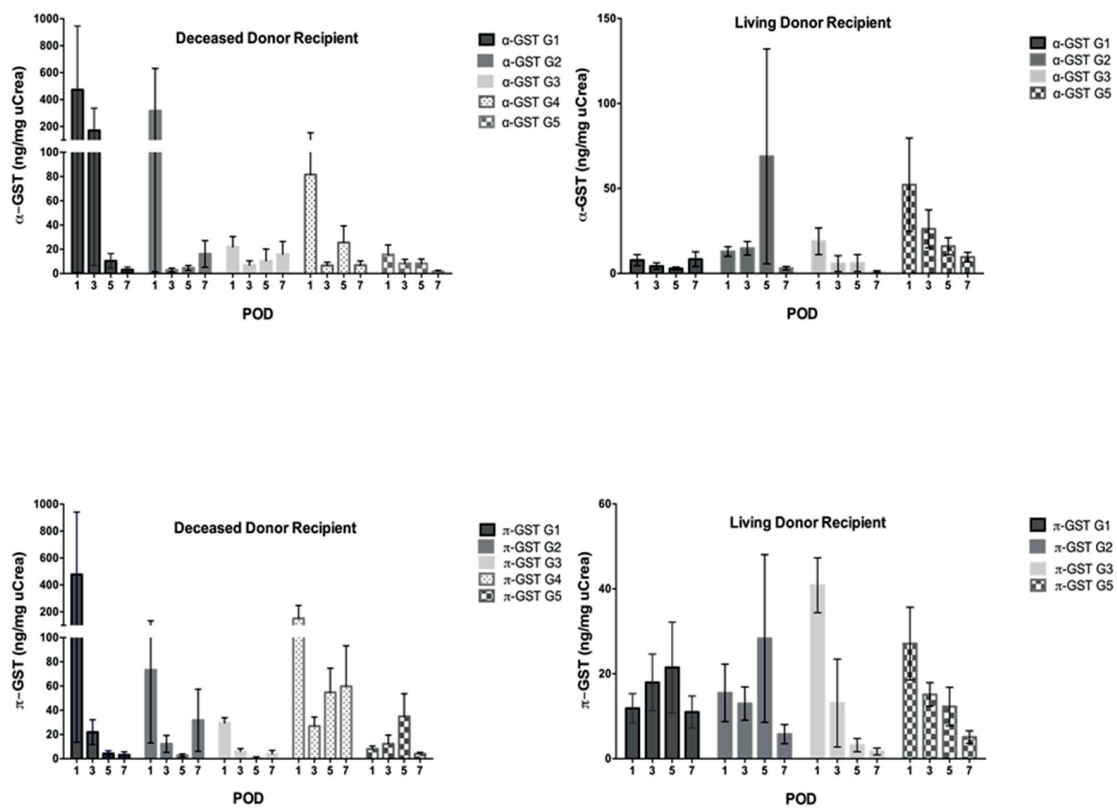 Deceased Donor Recipient
α-GST (ng/mg uCrea)
1000
800
600
400
200
100
80
60
40
20
0
1 3 5 7 1 3 5 7 1 3 5 7 1 3 5 7 1 3 5 7
POD
α-GST G1
α-GST G2
α-GST G3
α-GST G4
α-GST G5
Living Donor Recipient
α-GST (ng/mg uCrea)
150
100
50
0
1 3 5 7 1 3 5 7 1 3 5 7 1 3 5 7
POD
α-GST G1
α-GST G2
α-GST G3
α-GST G5
Deceased Donor Recipient
π-GST (ng/mg uCrea)
1000
800
600
400
200
100
80
60
40
20
0
1 3 5 7 1 3 5 7 1 3 5 7 1 3 5 7 1 3 5 7
POD
π-GST G1
π-GST G2
π-GST G3
π-GST G4
π-GST G5
Living Donor Recipient
π-GST (ng/mg uCrea)
60
40
20
0
1 3 5 7 1 3 5 7 1 3 5 7 1 3 5 7
POD
π-GST G1
π-GST G2
π-GST G3
π-GST G5